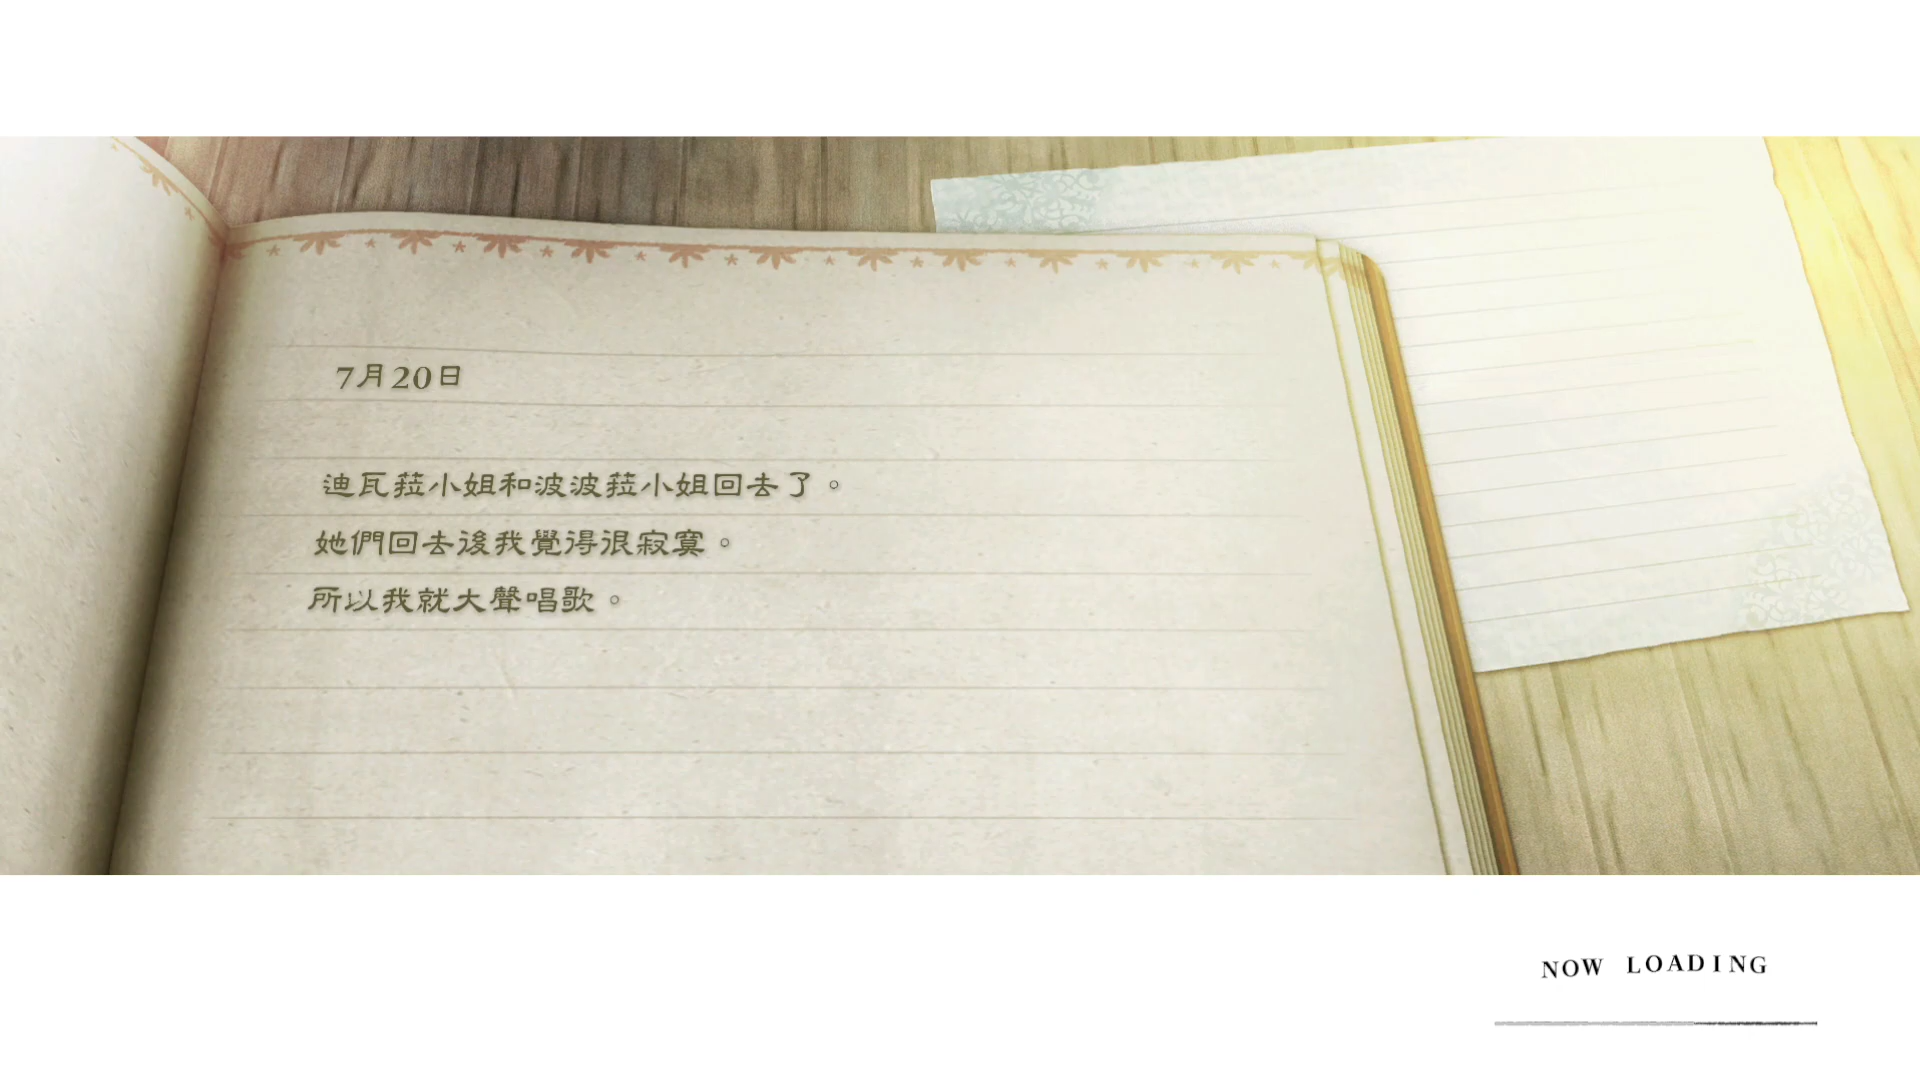 7月20日
迪瓦菈小姐和波波菈小姐回去了。
她們回去後我覺得很寂寞。
所以我就大聲唱歌。
NOW LOADING